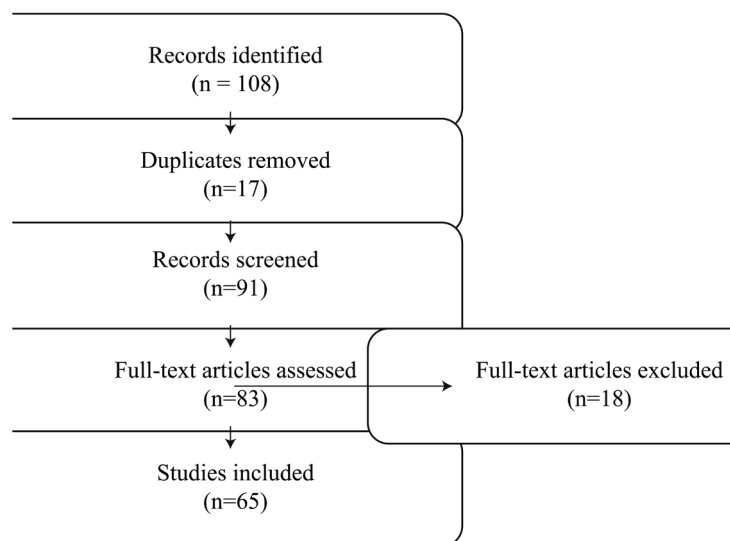 Records identified
(n = 108)
Duplicates removed
(n=17)
Records screened
(n=91)
Full-text articles assessed
(n=83)
Full-text articles excluded
(n=18)
Studies included
(n=65)